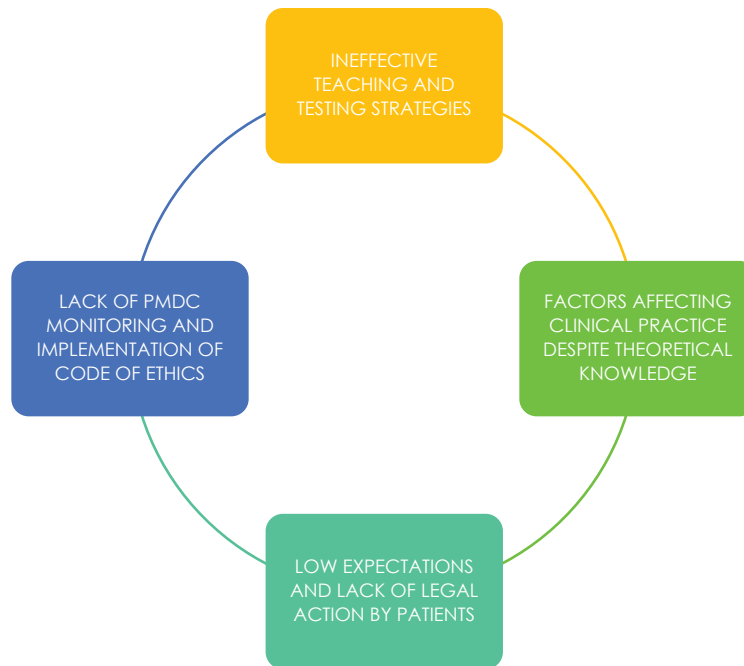 INEFFECTIVE
TEACHING AND
TESTING STRATEGIES
FACTORS AFFECTING
CLINICAL PRACTICE
DESPITE THEORETICAL
KNOWLEDGE
LOW EXPECTATIONS
AND LACK OF LEGAL
ACTION BY PATIENTS
LACK OF PMDC
MONITORING AND
IMPLEMENTATION OF
CODE OF ETHICS